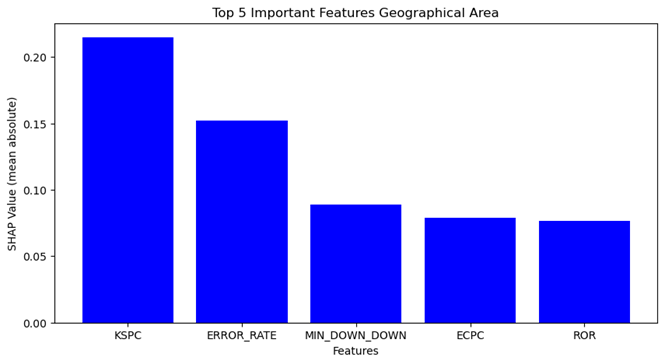 Top 5 Important Features Geographical Area
SHAP Value (mean absolute)
0.20
0.15
0.10
0.05
0.00
KSPC ERROR_RATE MIN_DOWN_DOWN ECPC ROR
Features